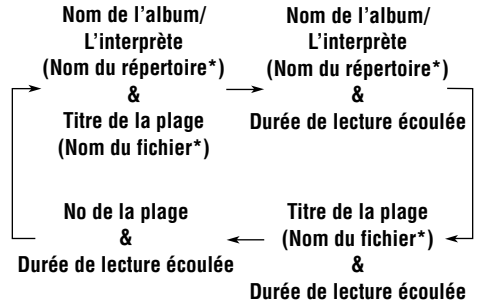 Nom de l'album/
L'interprète
(Nom du répertoire*)
&
Titre de la plage
(Nom du fichier*)
Nom de l'album/
L'interprète
(Nom du répertoire*)
&
Durée de lecture écoulée
Titre de la plage
(Nom du fichier*)
&
Durée de lecture écoulée
No de la plage
&
Durée de lecture écoulée